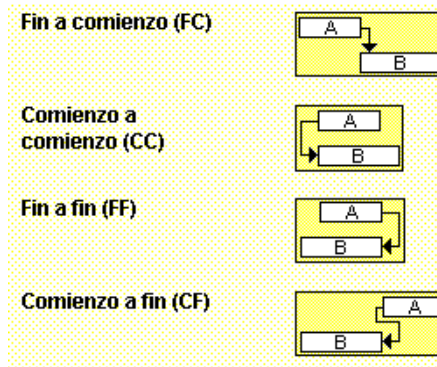 Fin a comienzo (FC)
A
B
Comienzo a
comienzo (CC)
A
B
Fin a fin (FF)
A
B
Comienzo a fin (CF)
A
B